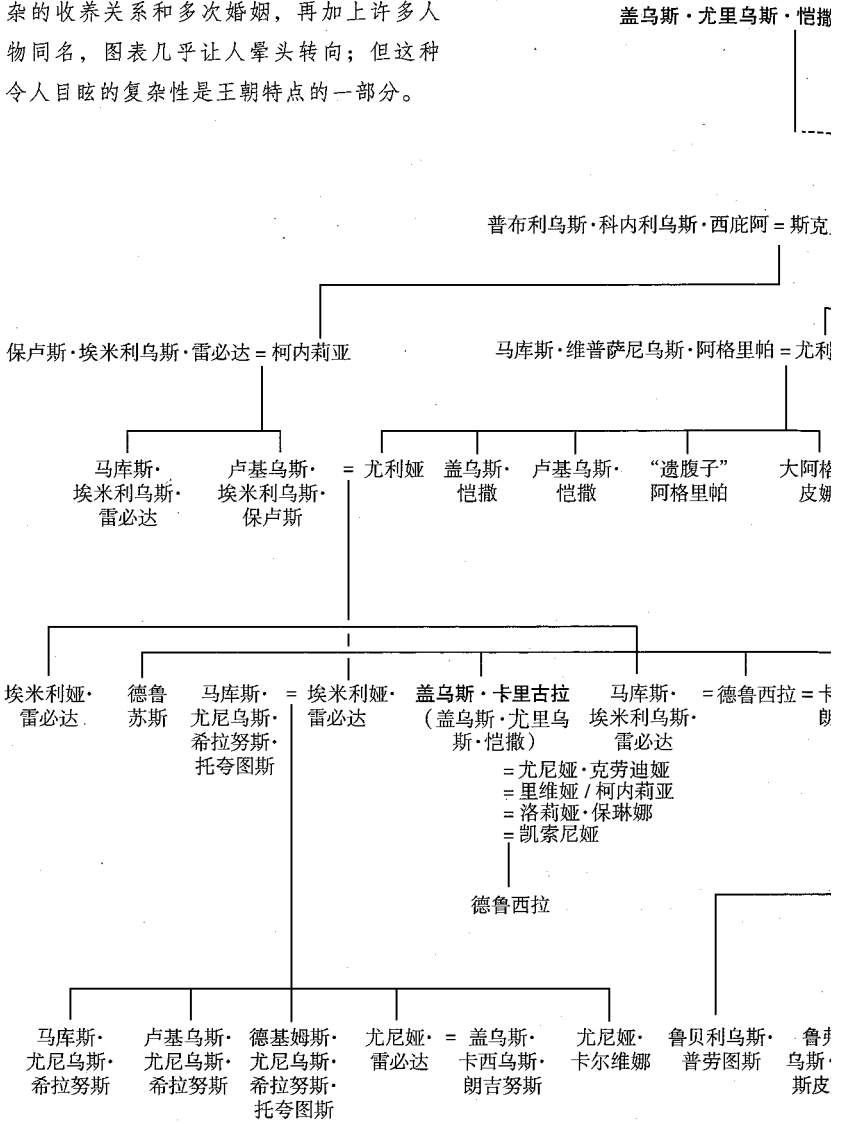 杂的收养关系和多次婚姻，再加上许多人
物同名，图表几乎让人晕头转向；但这种
令人目眩的复杂性是王朝特点的一部分。
盖乌斯·尤里乌斯·恺撒
普布利乌斯·科内利乌斯·西庇阿 = 斯克
保卢斯·埃米利乌斯·雷必达 = 柯内莉亚
马库斯·维普萨尼乌斯·阿格里帕 = 尤利
马库斯·
埃米利乌斯·
雷必达
卢基乌斯·
埃米利乌斯·
保卢斯
= 尤利娅
盖乌斯·
恺撒
卢基乌斯·
恺撒
“遗腹子”
阿格里帕
大阿格
皮娜
埃米利娅·
雷必达
德鲁
苏斯
马库斯·
尤尼乌斯·
希拉努斯·
托夸图斯
= 埃米利娅·
雷必达
盖乌斯·卡里古拉
（盖乌斯·尤里乌
斯·恺撒）
= 尤尼娅·克劳迪娅
= 里维娅 / 柯内莉亚
= 洛莉娅·保琳娜
= 凯索尼娅
马库斯·
埃米利乌斯·
雷必达
= 德鲁西拉 = 卡
朗
德鲁西拉
马库斯·
尤尼乌斯·
希拉努斯
卢基乌斯·
尤尼乌斯·
希拉努斯
德基姆斯·
尤尼乌斯·
希拉努斯·
托夸图斯
尤尼娅·
雷必达
= 盖乌斯·
卡西乌斯·
朗吉努斯
尤尼娅·
卡尔维娜
鲁贝利乌斯·
普劳图斯
鲁
乌斯·
斯皮